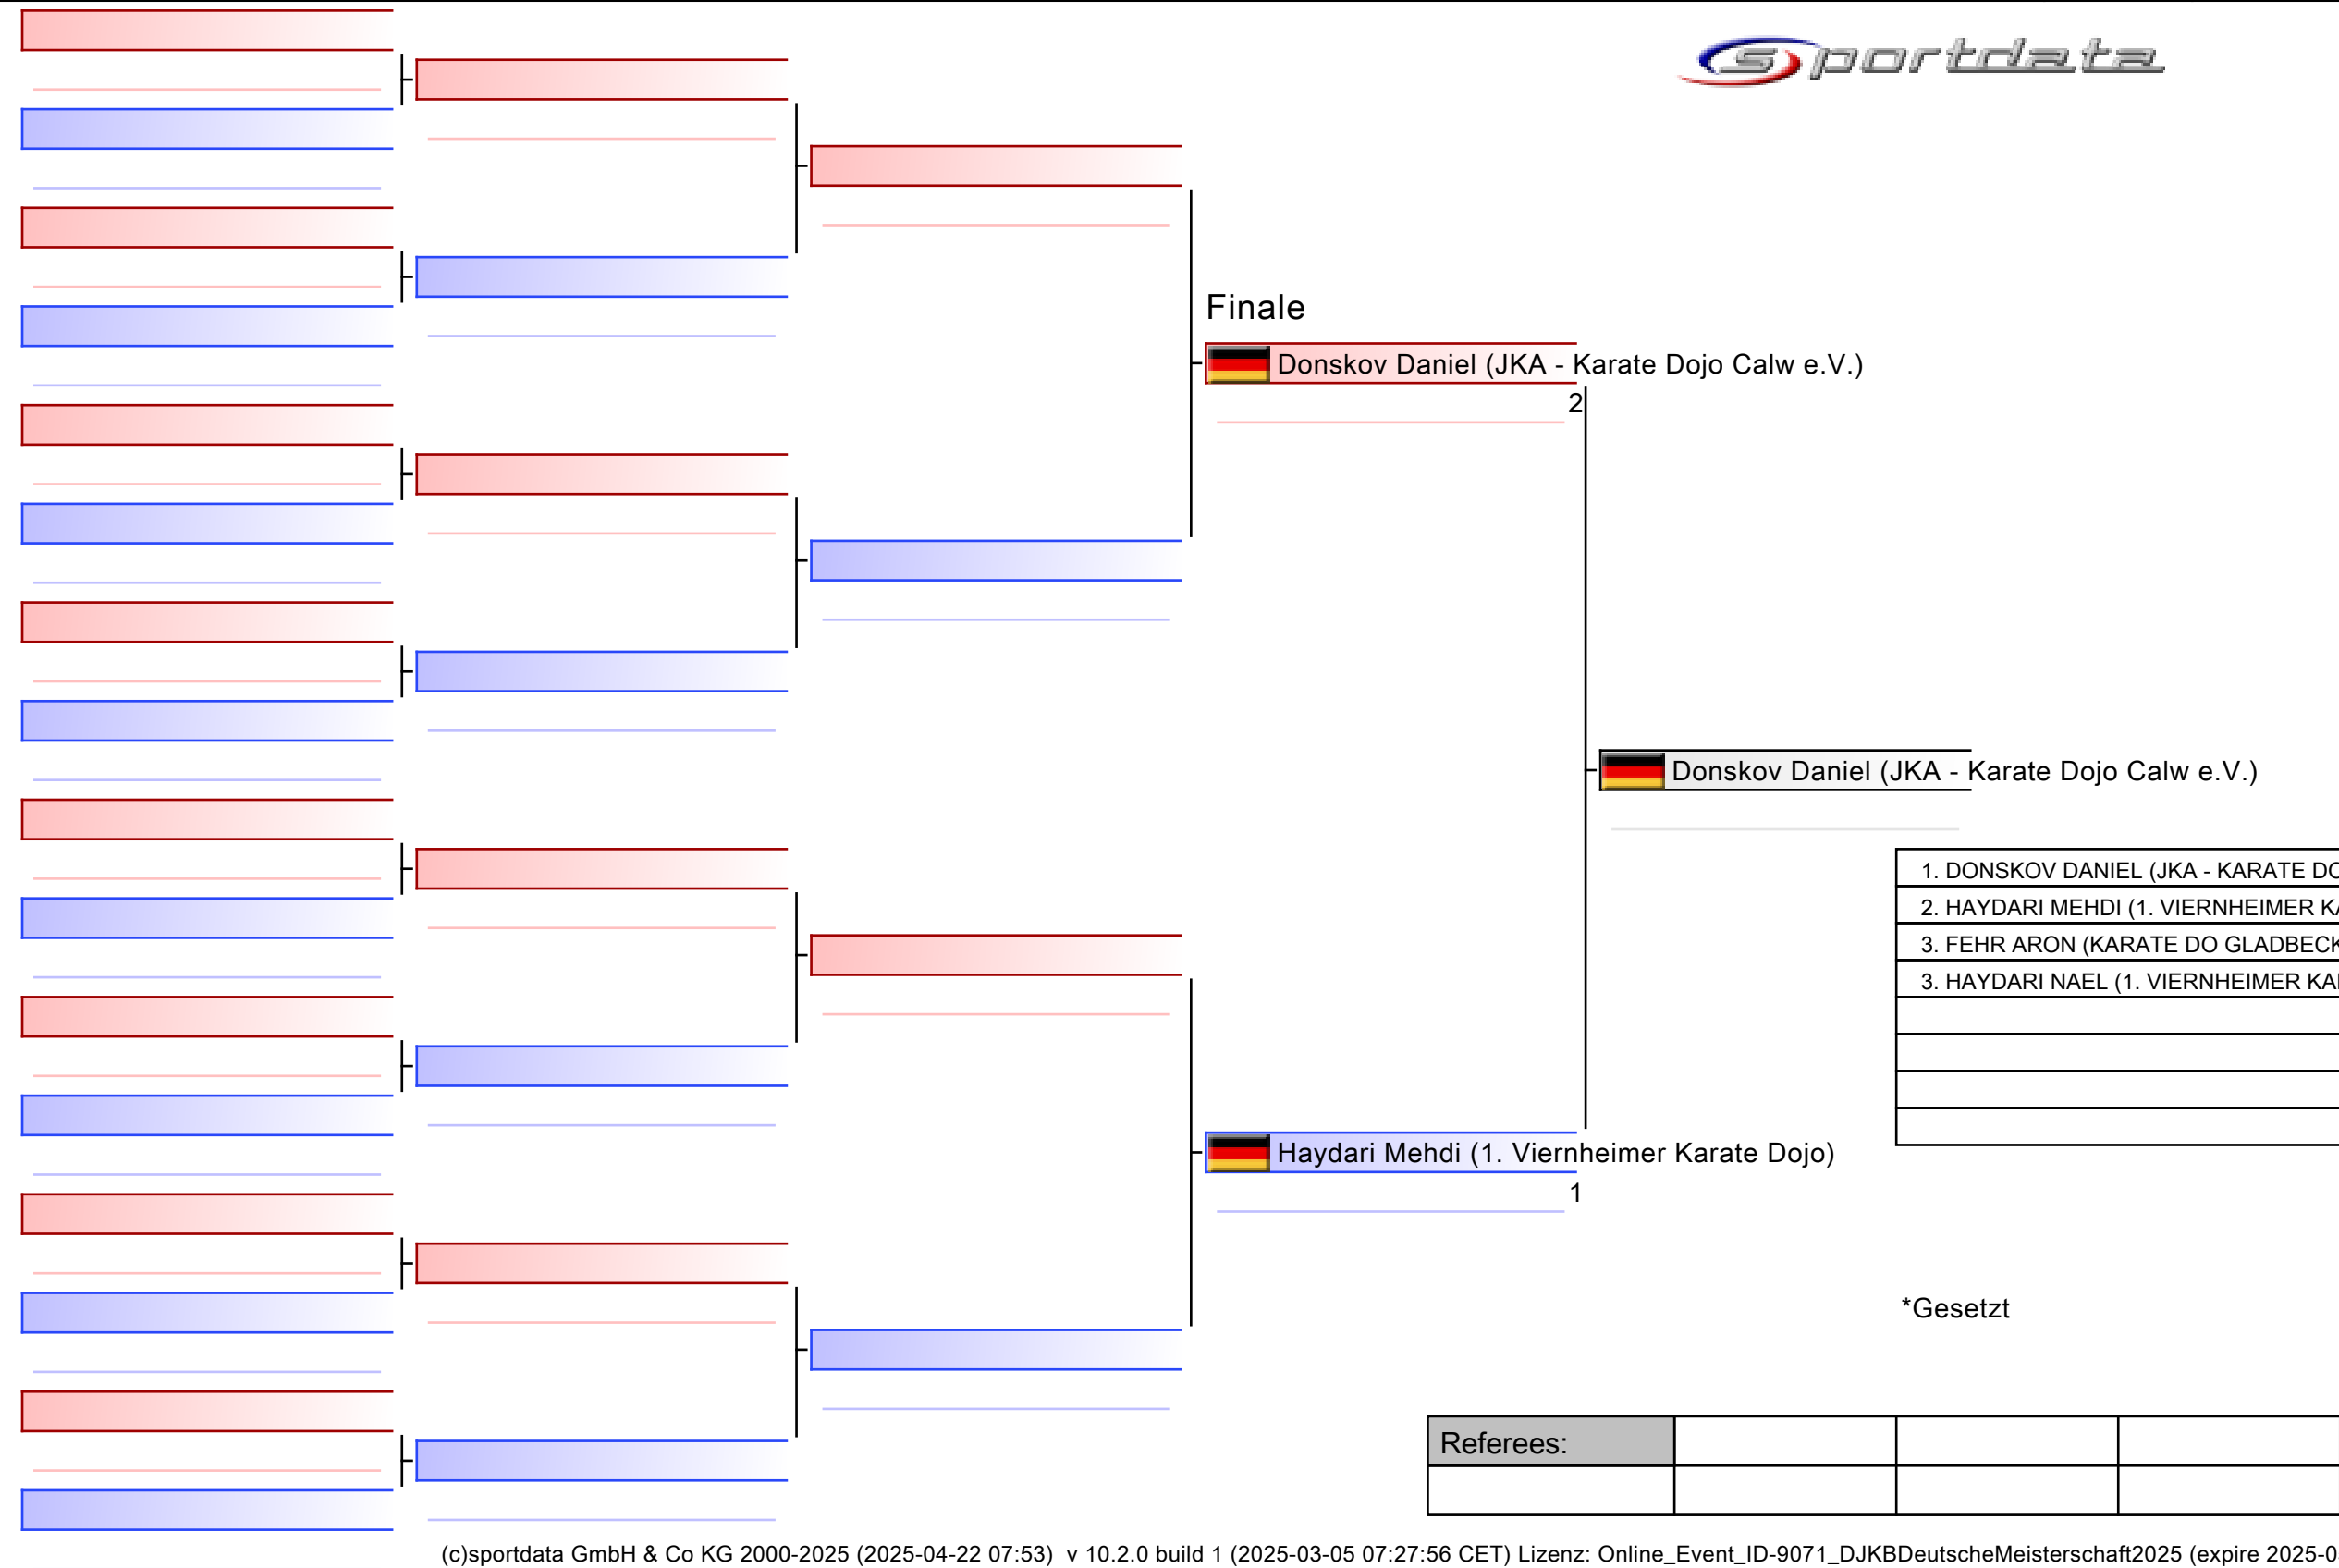 sportdata
Finale
Donskov Daniel (JKA - Karate Dojo Calw e.V.)
2
Donskov Daniel (JKA - Karate Dojo Calw e.V.)
1. DONSKOV DANIEL (JKA - KARATE DO
2. HAYDARI MEHDI (1. VIERNHEIMER KA
3. FEHR ARON (KARATE DO GLADBECK
3. HAYDARI NAEL (1. VIERNHEIMER KA
Haydari Mehdi (1. Viernheimer Karate Dojo)
1
*Gesetzt
Referees:
(c)sportdata GmbH & Co KG 2000-2025 (2025-04-22 07:53) v 10.2.0 build 1 (2025-03-05 07:27:56 CET) Lizenz: Online_Event_ID-9071_DJKBDeutscheMeisterschaft2025 (expire 2025-0